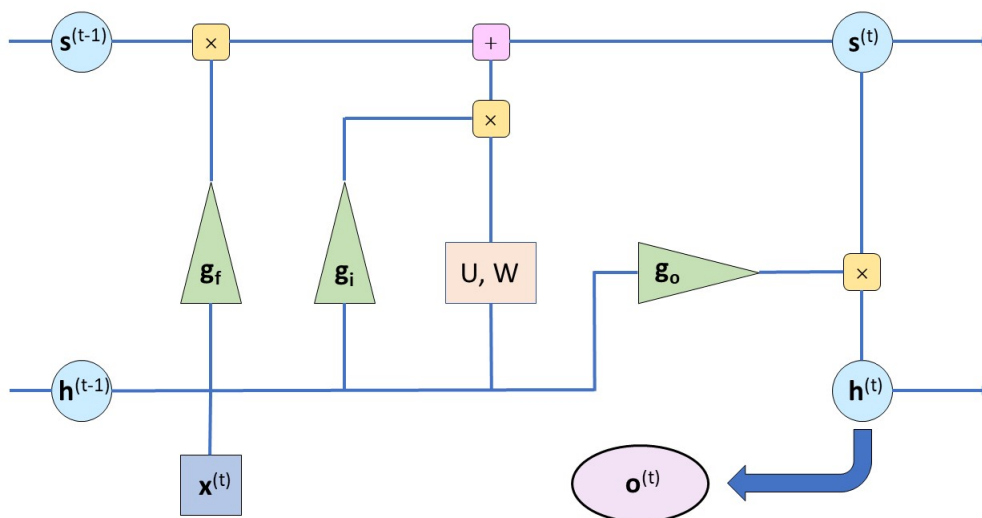 s(t-1)
×
+
s(t)
×
gf
gi
U, W
go
×
h(t-1)
h(t)
x(t)
o(t)